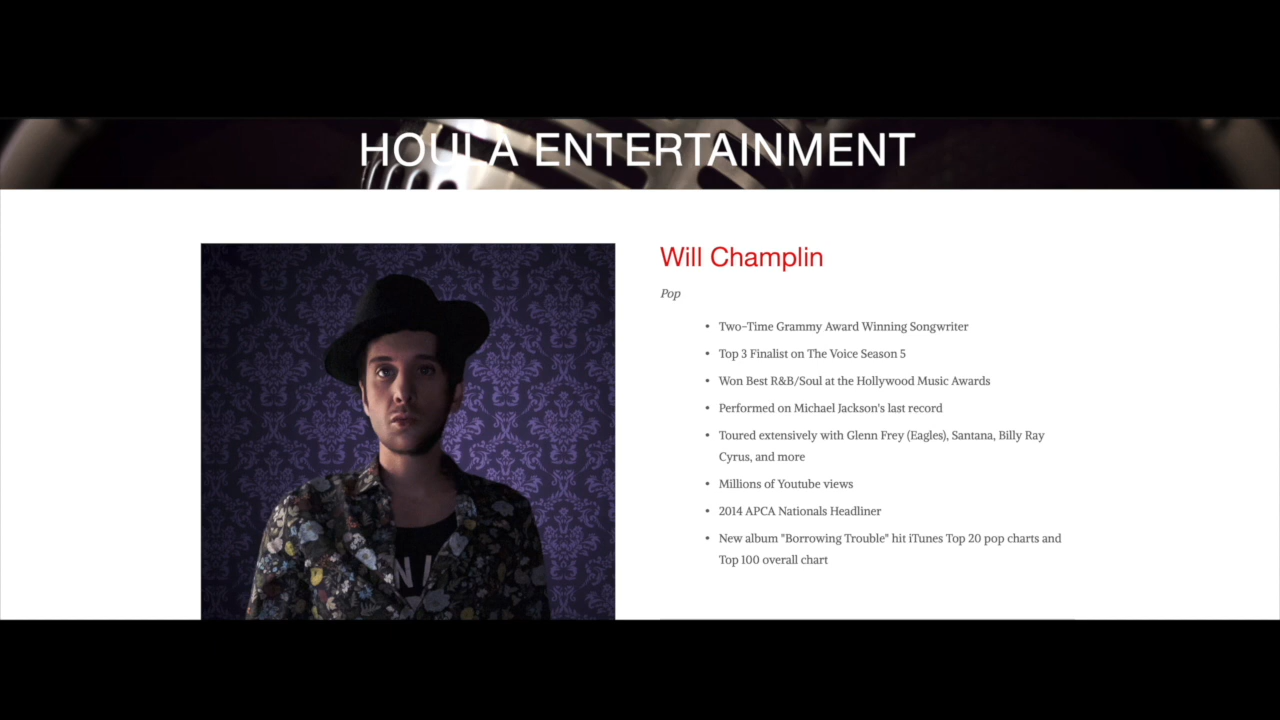 HOULA ENTERTAINMENT
Will Champlin
Pop
• Two-Time Grammy Award Winning Songwriter
• Top 3 Finalist on The Voice Season 5
• Won Best R&B/Soul at the Hollywood Music Awards
• Performed on Michael Jackson's last record
• Toured extensively with Glenn Frey (Eagles), Santana, Billy Ray
Cyrus, and more
• Millions of Youtube views
• 2014 APCA Nationals Headliner
• New album "Borrowing Trouble" hit iTunes Top 20 pop charts and
Top 100 overall chart